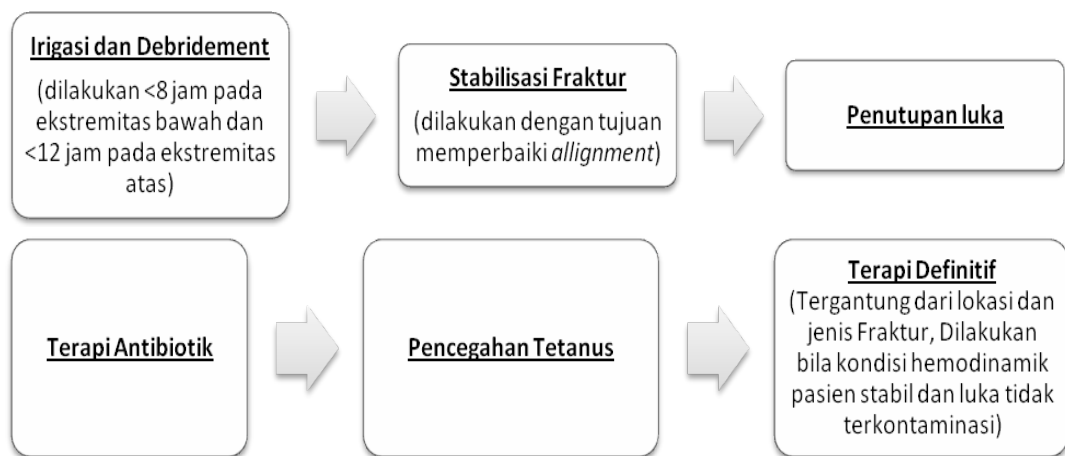 Irigasi dan Debridement
(dilakukan <8 jam pada
ekstremitas bawah dan
<12 jam pada ekstremitas
atas)
Stabilisasi Fraktur
(dilakukan dengan tujuan
memperbaiki allignment)
Penutupan luka
Terapi Antibiotik
Pencegahan Tetanus
Terapi Definitif
(Tergantung dari lokasi dan
jenis Fraktur, Dilakukan
bila kondisi hemodinamik
pasien stabil dan luka tidak
terkontaminasi)